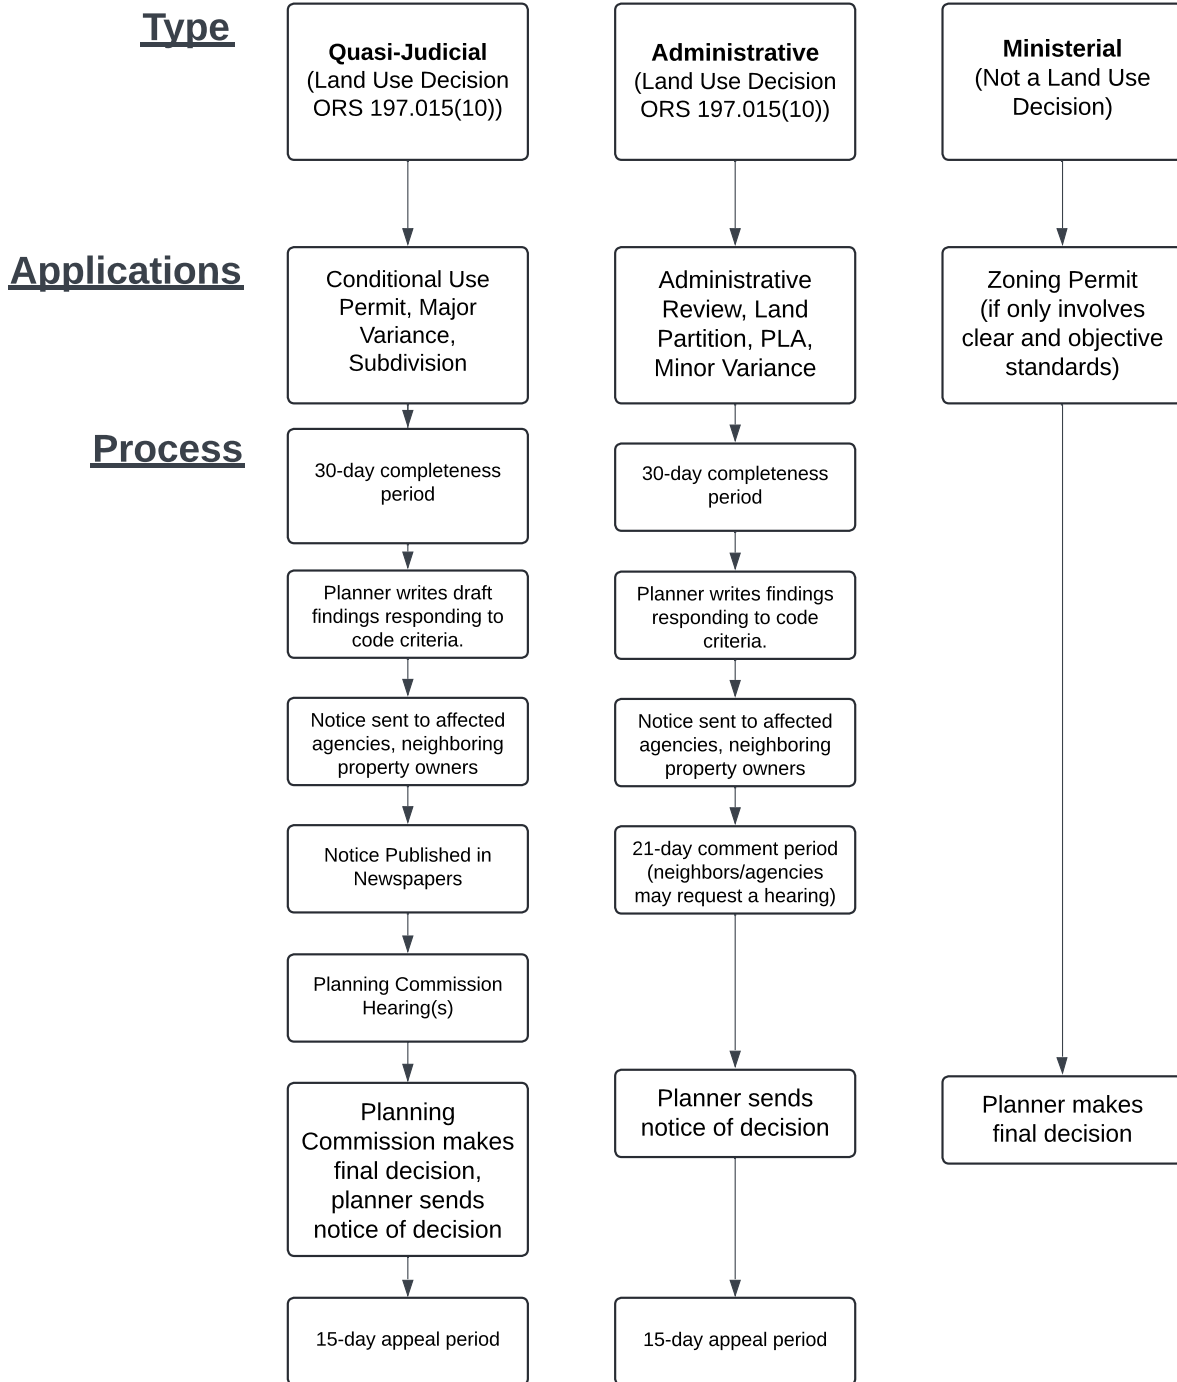 Type
Quasi-Judicial
(Land Use Decision
ORS 197.015(10))
Administrative
(Land Use Decision
ORS 197.015(10))
Ministerial
(Not a Land Use
Decision)
Applications
Conditional Use
Permit, Major
Variance,
Subdivision
Administrative
Review, Land
Partition, PLA,
Minor Variance
Zoning Permit
(if only involves
clear and objective
standards)
Process
30-day completeness
period
Planner writes draft
findings responding to
code criteria.
Notice sent to affected
agencies, neighboring
property owners
Notice Published in
Newspapers
Planning Commission
Hearing(s)
Planning
Commission makes
final decision,
planner sends
notice of decision
15-day appeal period
30-day completeness
period
Planner writes findings
responding to code
criteria.
Notice sent to affected
agencies, neighboring
property owners
21-day comment period
(neighbors/agencies
may request a hearing)
Planner sends
notice of decision
15-day appeal period
Planner makes
final decision